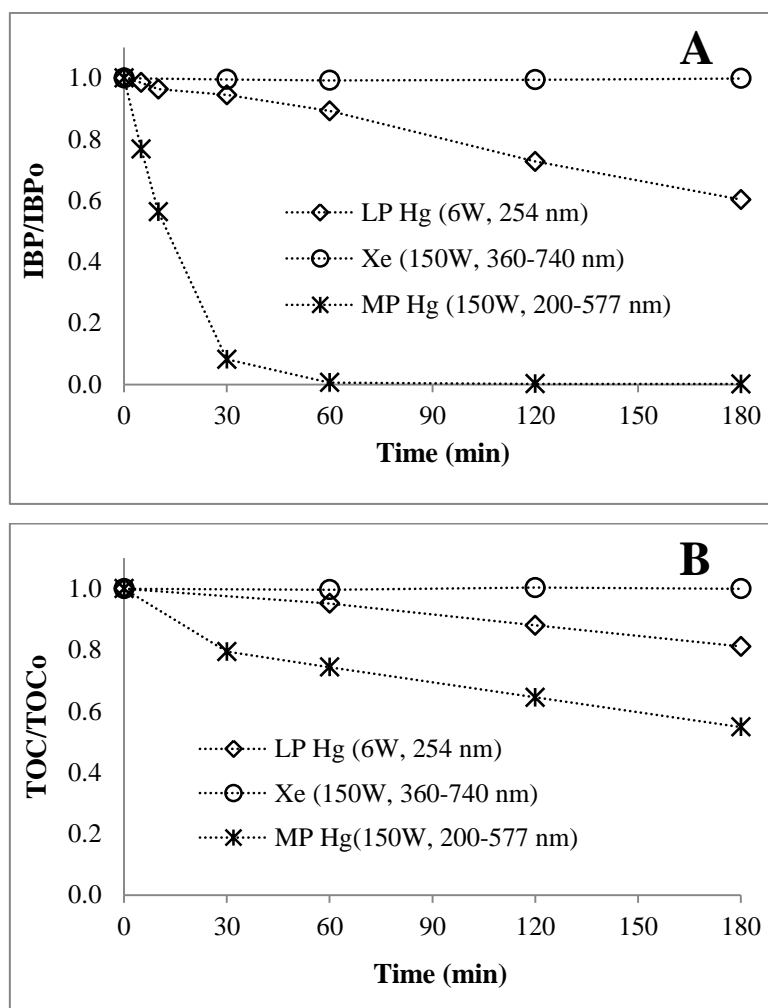 A
1.0
0.8
0.6
0.4
0.2
0.0
IBP/IBPo
LP Hg (6W, 254 nm)
Xe (150W, 360-740 nm)
MP Hg (150W, 200-577 nm)
0 30 60 90 120 150 180
Time (min)
B
1.0
0.8
0.6
0.4
0.2
0.0
TOC/TOCo
LP Hg (6W, 254 nm)
Xe (150W, 360-740 nm)
MP Hg(150W, 200-577 nm)
0 30 60 90 120 150 180
Time (min)